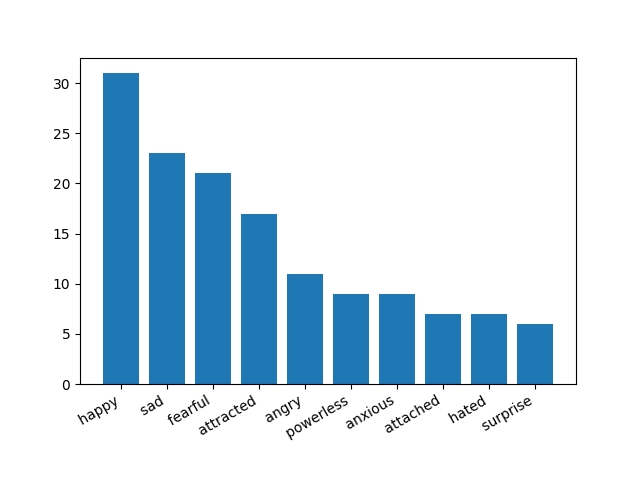 30
25
20
15
10
5
0
happy
sad
fearful
attracted
angry
powerless
anxious
attached
hated
surprise